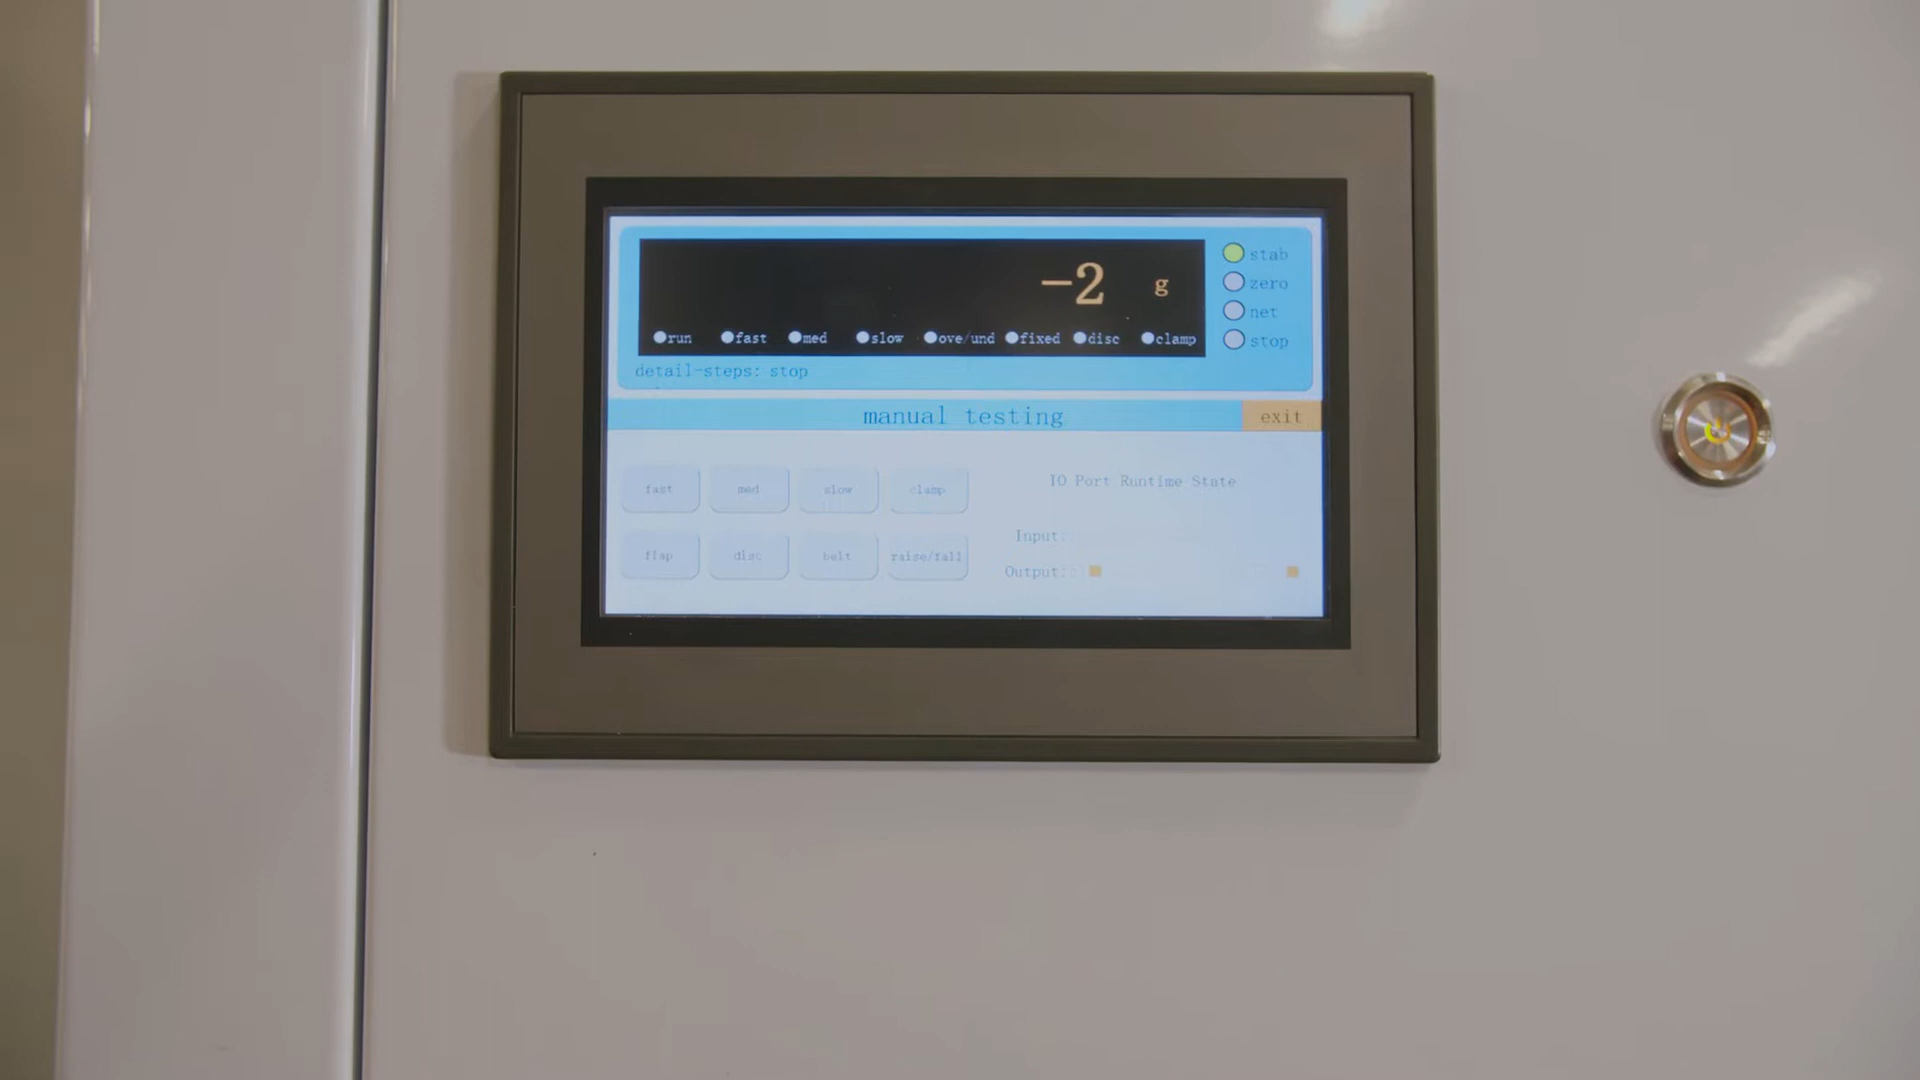 -2 g
stab
zero
net
stop
run fast med slow ove/und fixed disc clamp
detail-steps: stop
manual testing exit
fast med slow clamp
IO Port Runtime State
Input:
flap disc belt raise/fall
Output: